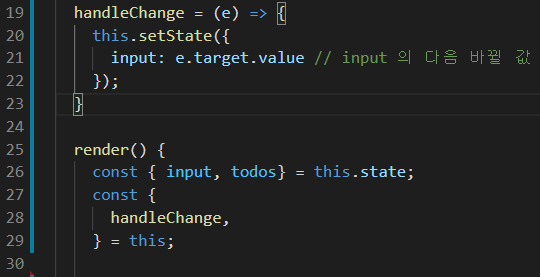 19 handleChange = (e) => {
20 this.setState({
21 input: e.target.value // input 의 다음 바뀔 값
22 });
23 }
24
25 render() {
26 const { input, todos} = this.state;
27 const {
28 handleChange,
29 } = this;
30